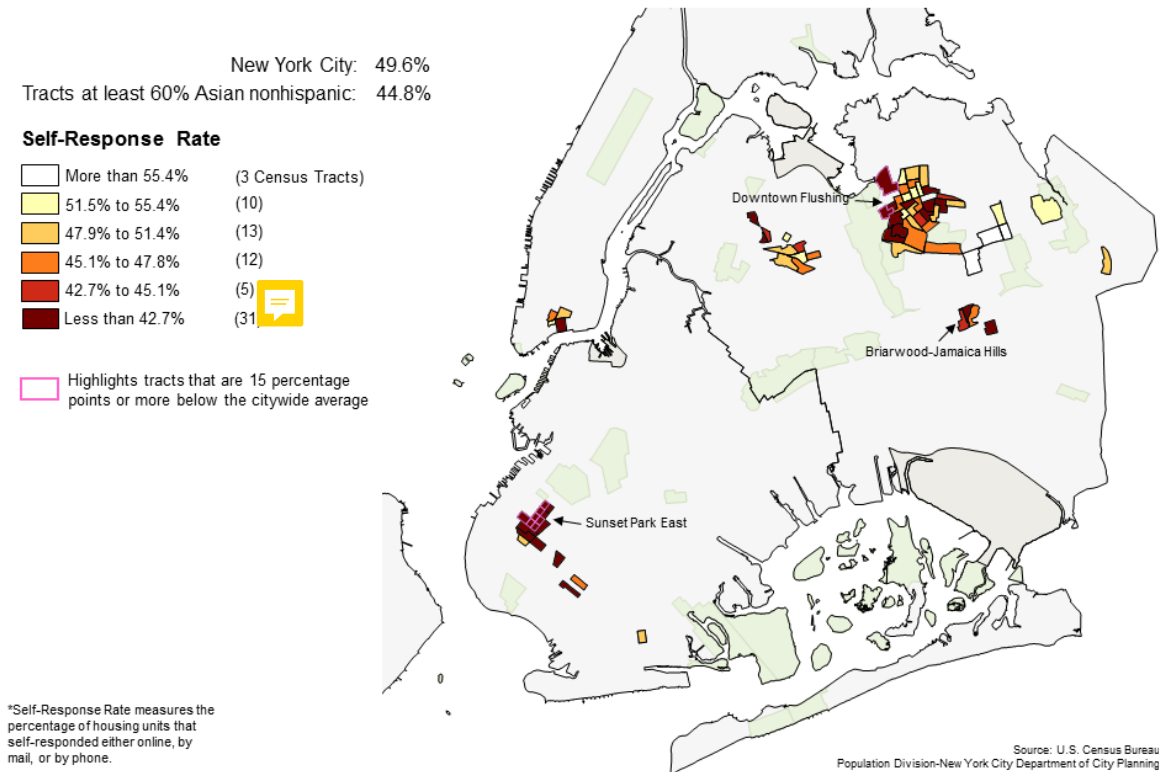 New York City: 49.6%
Tracts at least 60% Asian nonhispanic: 44.8%
Self-Response Rate
More than 55.4% (3 Census Tracts)
51.5% to 55.4% (10)
47.9% to 51.4% (13)
45.1% to 47.8% (12)
42.7% to 45.1% (5)
Less than 42.7% (31)
Highlights tracts that are 15 percentage
points or more below the citywide average
Downtown Flushing
Briarwood-Jamaica Hills
Sunset Park East
*Self-Response Rate measures the
percentage of housing units that
self-responded either online, by
mail, or by phone.
Source: U.S. Census Bureau
Population Division-New York City Department of City Planning